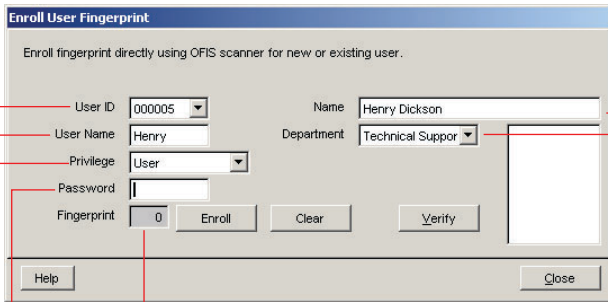 Enroll User Fingerprint
Enroll fingerprint directly using OFIS scanner for new or existing user.
User ID 000005 Name Henry Dickson
User Name Henry Department Technical Suppor
Privilege User
Password
Fingerprint 0 Enroll Clear Verify
Help Close